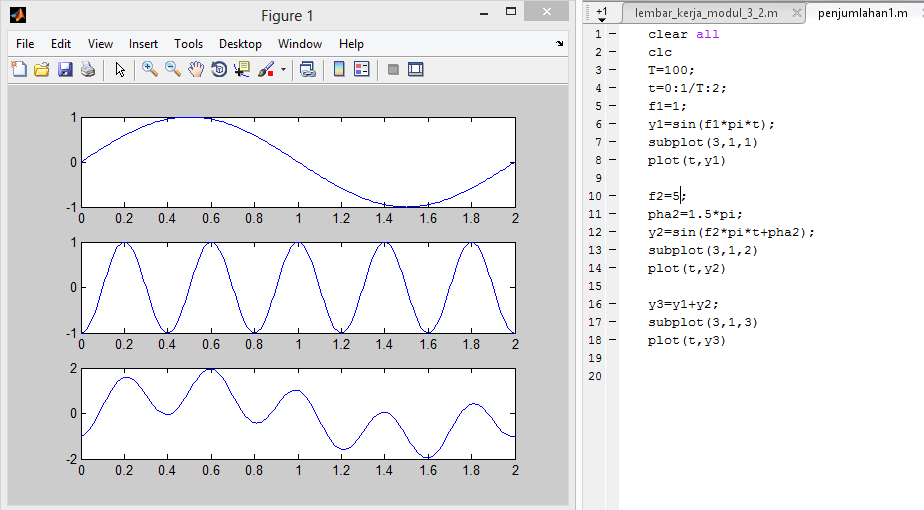 Figure 1
File Edit View Insert Tools Desktop Window Help
1
0
-1
0 0.2 0.4 0.6 0.8 1 1.2 1.4 1.6 1.8 2
1
0
-1
0 0.2 0.4 0.6 0.8 1 1.2 1.4 1.6 1.8 2
2
0
-2
0 0.2 0.4 0.6 0.8 1 1.2 1.4 1.6 1.8 2
+1 lembar_kerja_modul_3_2.m penjumlahan1.m
1 clear all
2 clc
3 T=100;
4 t=0:1/T:2;
5 f1=1;
6 y1=sin(f1*pi*t);
7 subplot(3,1,1)
8 plot(t,y1)
9
10 f2=5;
11 pha2=1.5*pi;
12 y2=sin(f2*pi*t+pha2);
13 subplot(3,1,2)
14 plot(t,y2)
15
16 y3=y1+y2;
17 subplot(3,1,3)
18 plot(t,y3)
19
20